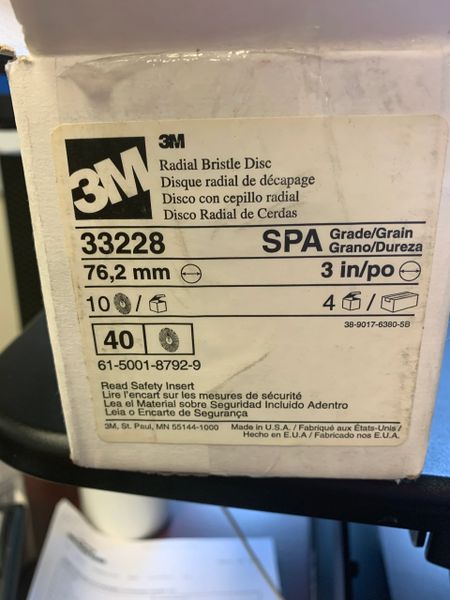 3M
3M
Radial Bristle Disc
Disque radial de décapage
Disco con cepillo radial
Disco Radial de Cerdas
33228 SPA Grade/Grain
Grano/Dureza
76,2 mm 3 in/po
10 / 4 /
38-9017-6380-5B
40
61-5001-8792-9
Read Safety Insert
Lire l'encart sur les mesures de sécurité
Lea el Material sobre Seguridad Incluido Adentro
Leia o Encarte de Segurança
3M, St. Paul, MN 55144-1000 Made in U.S.A. / Fabriqué aux États-Unis/
Hecho en E.U.A / Fabricado nos E.U.A.